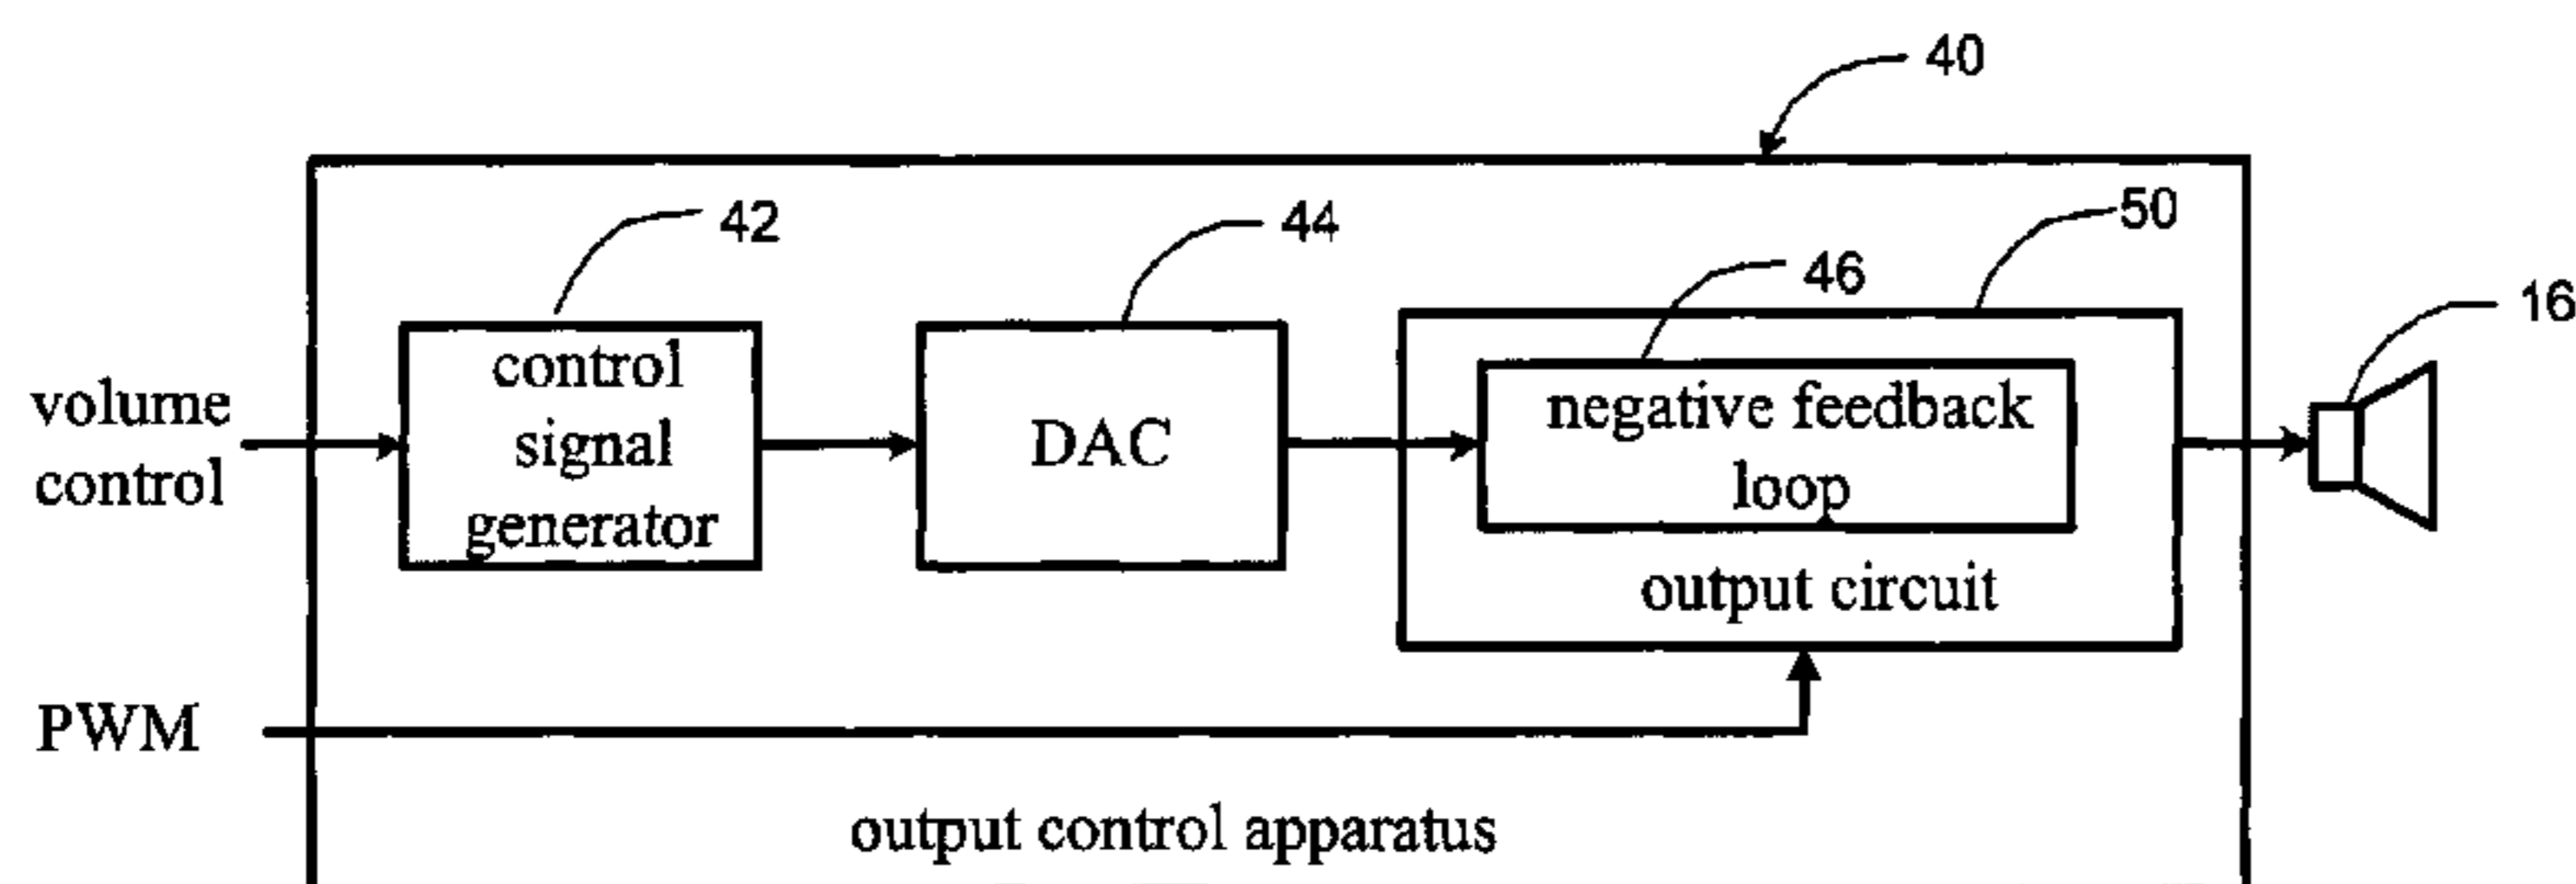 40
42
44
50
46
16
volume
control
control
signal
generator
DAC
negative feedback
loop
output circuit
PWM
output control apparatus